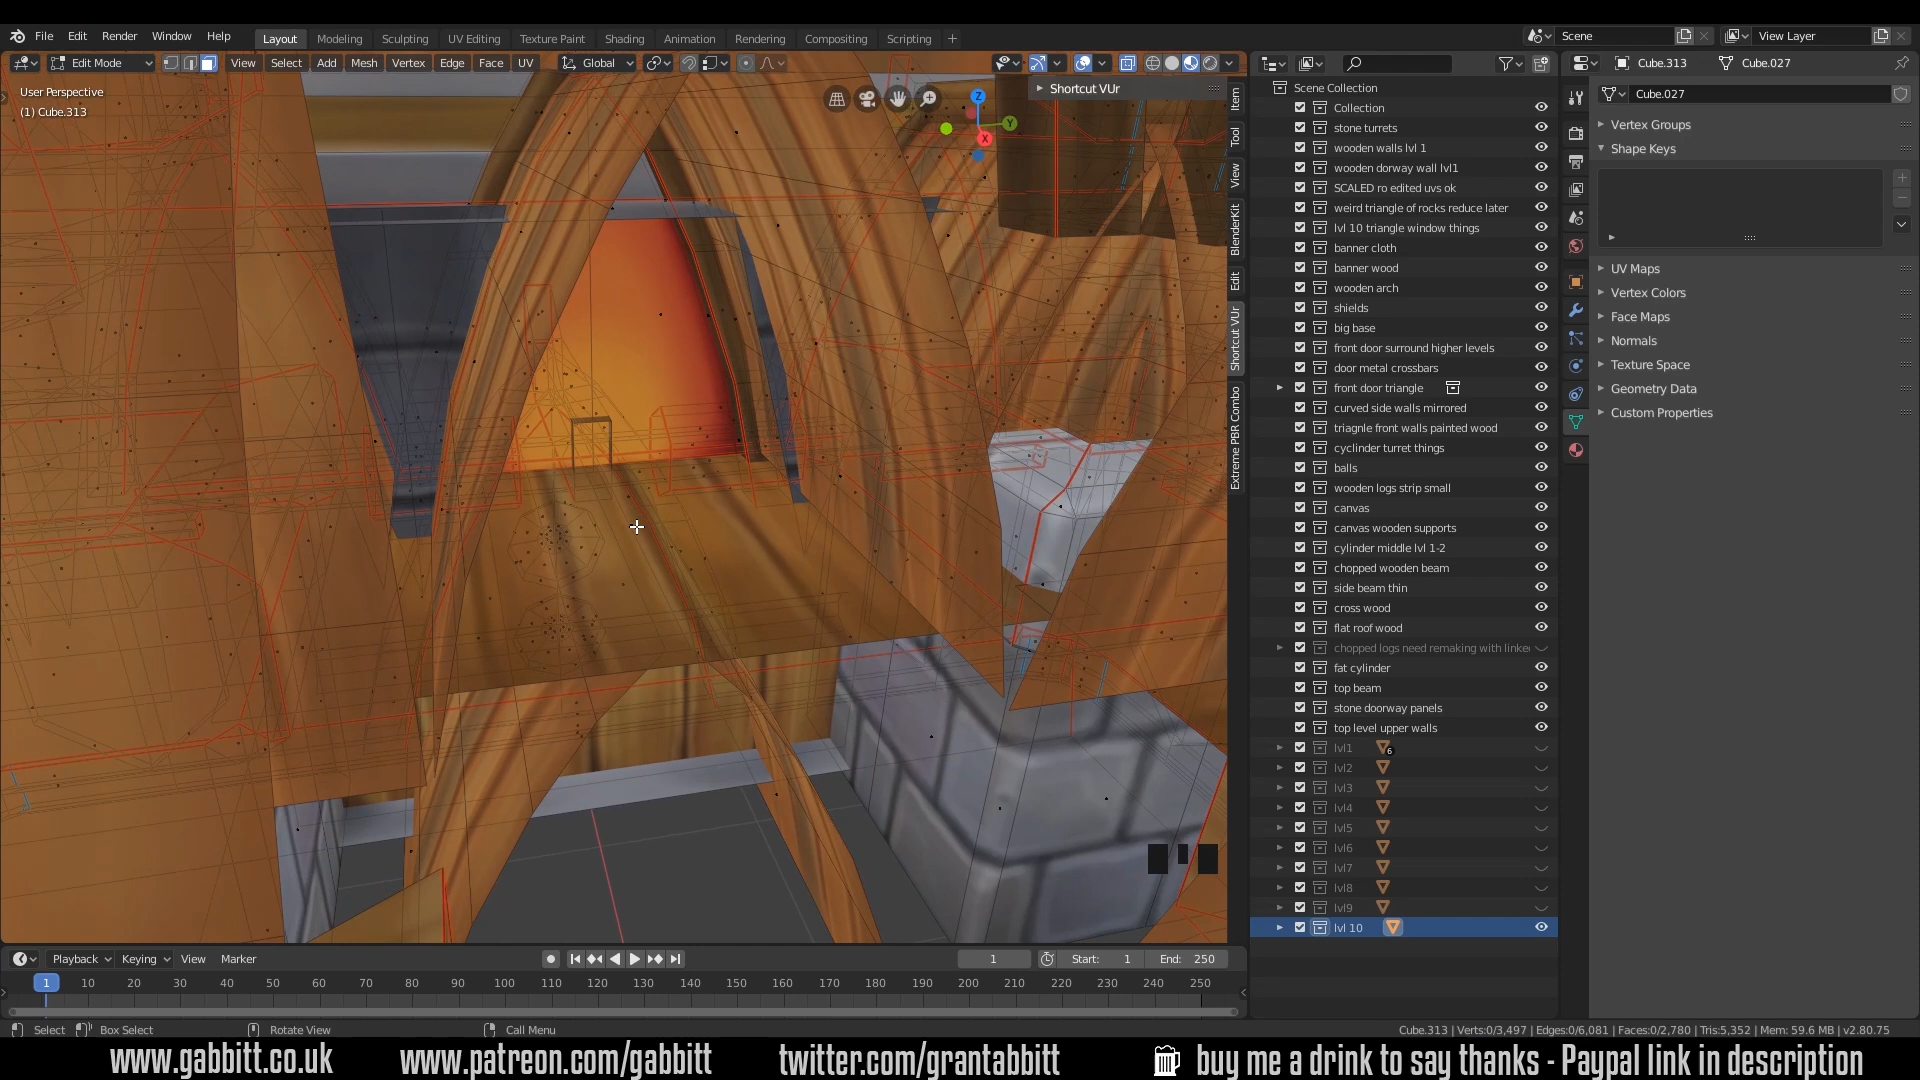 File Edit Render Window Help
Layout Modeling Sculpting UV Editing Texture Paint Shading Animation Rendering Compositing Scripting
Scene
View Layer
Edit Mode View Select Add Mesh Vertex Edge Face UV Global
User Perspective
(1) Cube.313
Shortcut VUr
Z
Y
X
Item
Tool
View
BlenderKit
Edit
Shortcut VUr
Extreme PBR Combo
Scene Collection
Collection
stone turrets
wooden walls lvl 1
wooden dorway wall lvl1
SCALED ro edited uvs ok
weird triangle of rocks reduce later
lvl 10 triangle window things
banner cloth
banner wood
wooden arch
shields
big base
front door surround higher levels
door metal crossbars
front door triangle
curved side walls mirrored
triagnle front walls painted wood
cyclinder turret things
balls
wooden logs strip small
canvas
canvas wooden supports
cylinder middle lvl 1-2
chopped wooden beam
side beam thin
cross wood
flat roof wood
chopped logs need remaking with linke
fat cylinder
top beam
stone doorway panels
top level upper walls
lvl1 6
lvl2
lvl3
lvl4
lvl5
lvl6
lvl7
lvl8
lvl9
lvl 10
Cube.313 Cube.027
Cube.027
Vertex Groups
Shape Keys
UV Maps
Vertex Colors
Face Maps
Normals
Texture Space
Geometry Data
Custom Properties
Playback Keying View Marker
1 Start: 1 End: 250
1 10 20 30 40 50 60 70 80 90 100 110 120 130 140 150 160 170 180 190 200 210 220 230 240 250
Select Box Select Rotate View Call Menu
Cube.313 | Verts:0/3,497 | Edges:0/6,081 | Faces:0/2,780 | Tris:5,352 | Mem: 59.6 MB | v2.80.75
www.gabbitt.co.uk www.patreon.com/gabbitt twitter.com/grantabbitt buy me a drink to say thanks - Paypal link in description